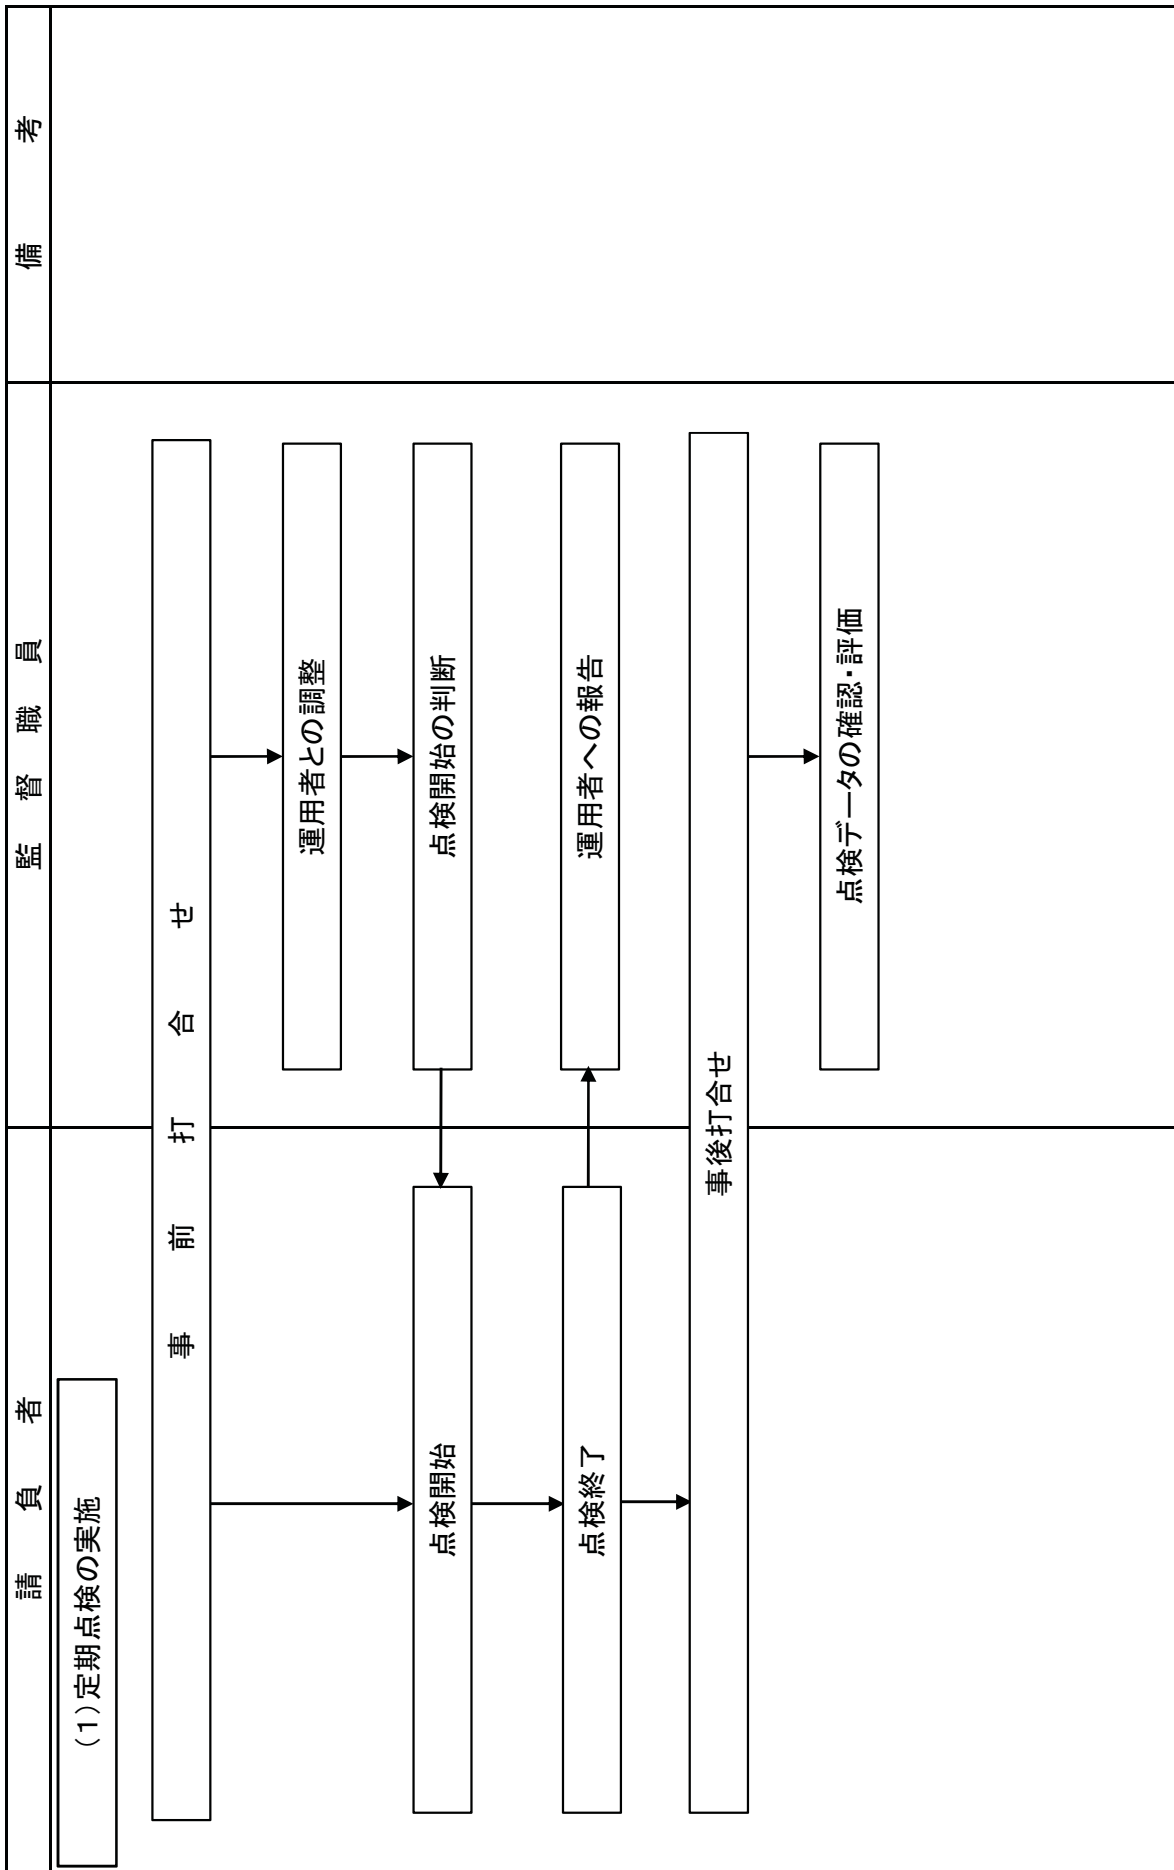 請負者
監督職員
備考
(1)定期点検の実施
事前打合せ
運用者との調整
点検開始
点検開始の判断
点検終了
運用者への報告
事後打合せ
点検データの確認・評価